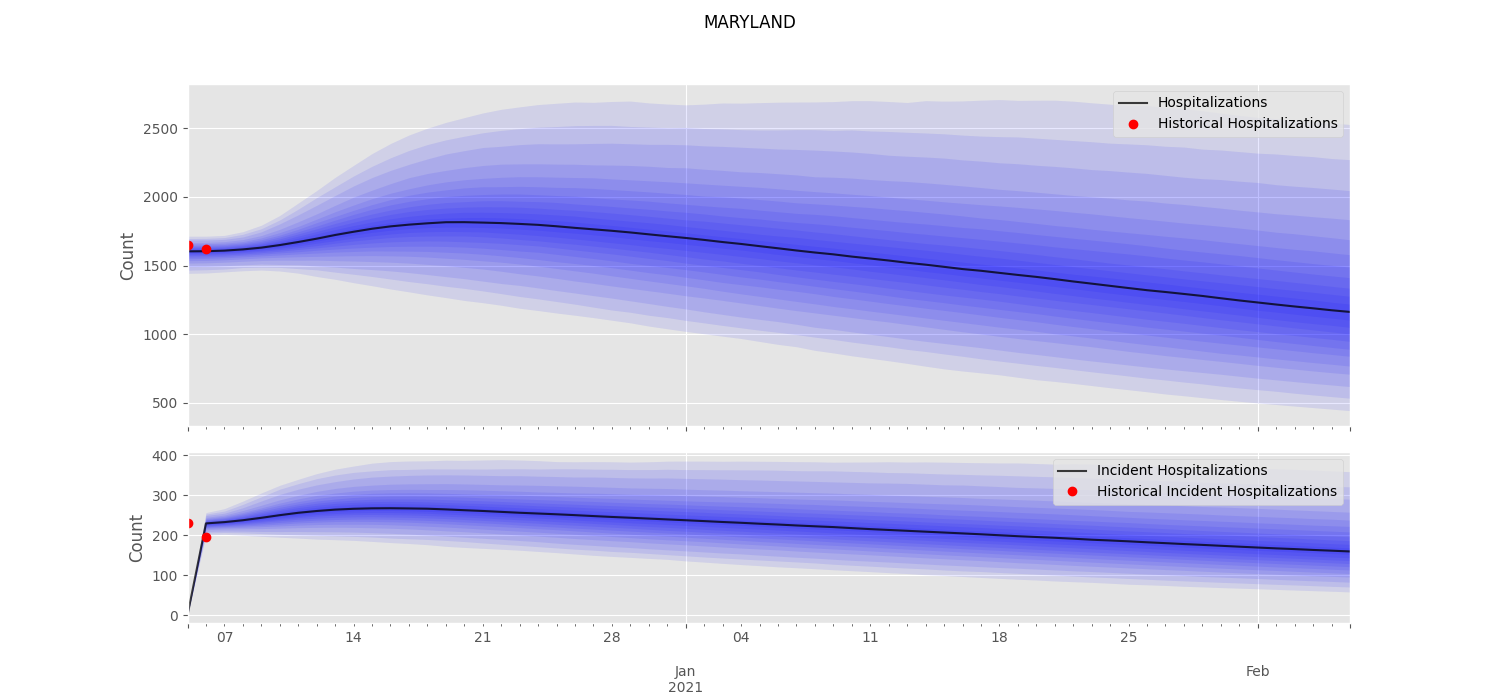 MARYLAND
Hospitalizations
Historical Hospitalizations
Count
2500
2000
1500
1000
500
Incident Hospitalizations
Historical Incident Hospitalizations
Count
400
300
200
100
0
07 14 21 28 04 11 18 25
Jan Feb
2021